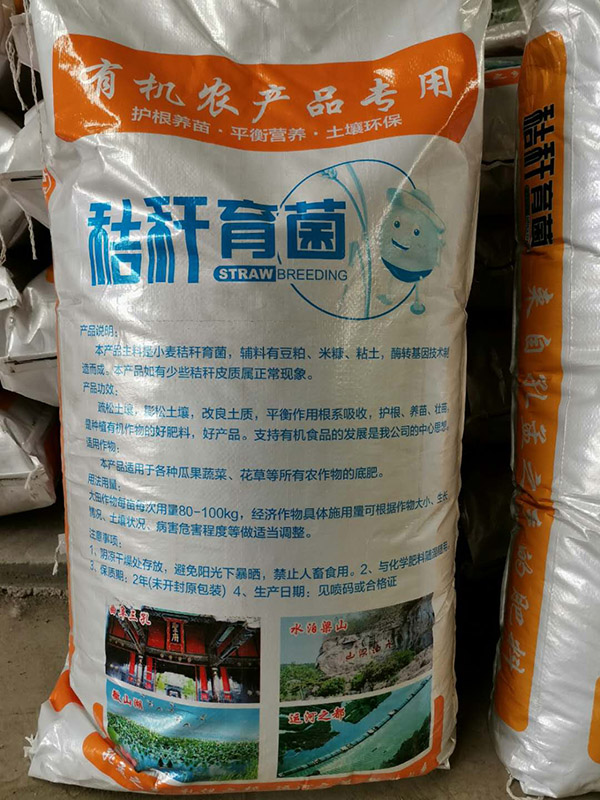 有机农产品专用
护根养苗·平衡营养·土壤环保
秸秆育菌
STRAW BREEDING
产品说明：
本产品主料是小麦秸秆育菌，辅料有豆粕、米糠、粘土，酶转基因技术制
造而成。本产品如有少些秸秆皮质属正常现象。
产品功效：
疏松土壤，膨松土壤，改良土质，平衡作用根系吸收，护根、养苗、壮苗，
是种植有机作物的好肥料，好产品。支持有机食品的发展是我公司的中心思想。
适用作物：
本产品适用于各种瓜果蔬菜、花草等所有农作物的底肥。
用法用量：
大田作物每亩每次用量80-100kg，经济作物具体施用量可根据作物大小、生长
情况、土壤状况、病害危害程度等做适当调整。
注意事项：
1、阴凉干燥处存放，避免阳光下暴晒，禁止人畜食用。2、与化学肥料随混随用。
3、保质期：2年(未开封原包装) 4、生产日期：见喷码或合格证
曲阜三孔
水泊梁山
微山湖
运河之都
秸秆育菌
来自孔孟之